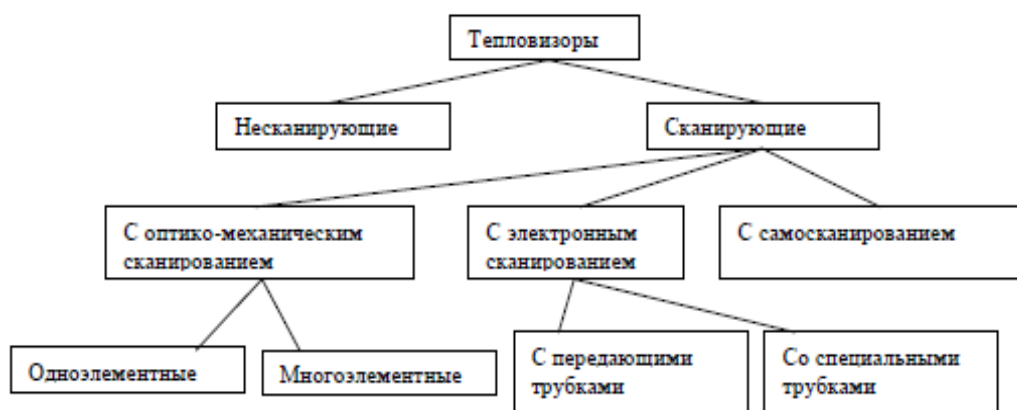 Тепловизоры
Несканирующие
Сканирующие
С оптико-механическим
сканированием
С электронным
сканированием
С самосканированием
Одноэлементные
Многоэлементные
С передающими
трубками
Со специальными
трубками